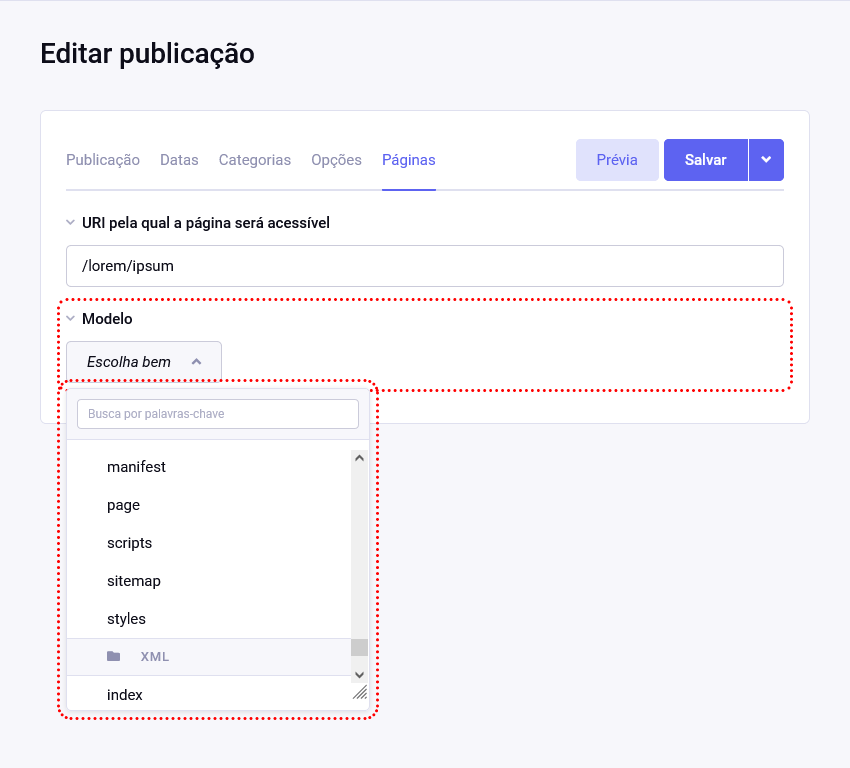 Editar publicação
Publicação Datas Categorias Opções Páginas Prévia Salvar
URI pela qual a página será acessível
/lorem/ipsum
Modelo
Escolha bem
Busca por palavras-chave
manifest
page
scripts
sitemap
styles
XML
index